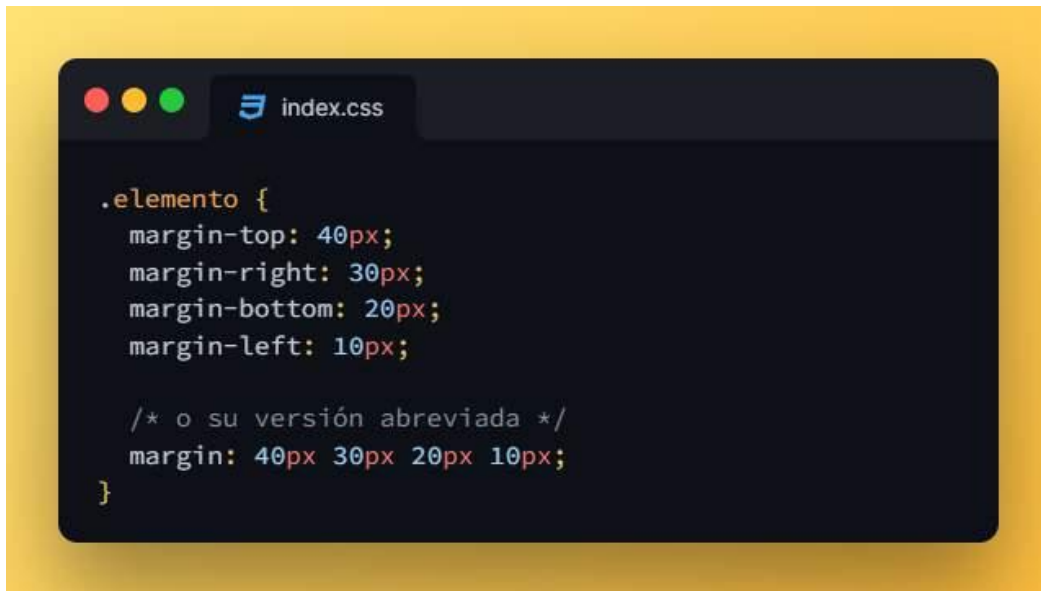 index.css
.elemento {
  margin-top: 40px;
  margin-right: 30px;
  margin-bottom: 20px;
  margin-left: 10px;
  /* o su versión abreviada */
  margin: 40px 30px 20px 10px;
}